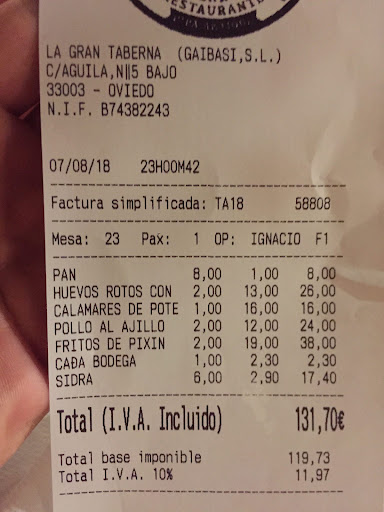 RESTAURANTE
LA GRAN TABERNA (GAIBASI,S.L.)
C/AGUILA,Nº5 BAJO
33003 - OVIEDO
N.I.F. B74382243
07/08/18 23H00M42
Factura simplificada: TA18 58808
Mesa: 23 Pax: 1 OP: IGNACIO F1
PAN 8,00 1,00 8,00
HUEVOS ROTOS CON 2,00 13,00 26,00
CALAMARES DE POTE 1,00 16,00 16,00
POLLO AL AJILLO 2,00 12,00 24,00
FRITOS DE PIXIN 2,00 19,00 38,00
CAÐA BODEGA 1,00 2,30 2,30
SIDRA 6,00 2,90 17,40
Total (I.V.A. Incluido) 131,70€
Total base imponible 119,73
Total I.V.A. 10% 11,97